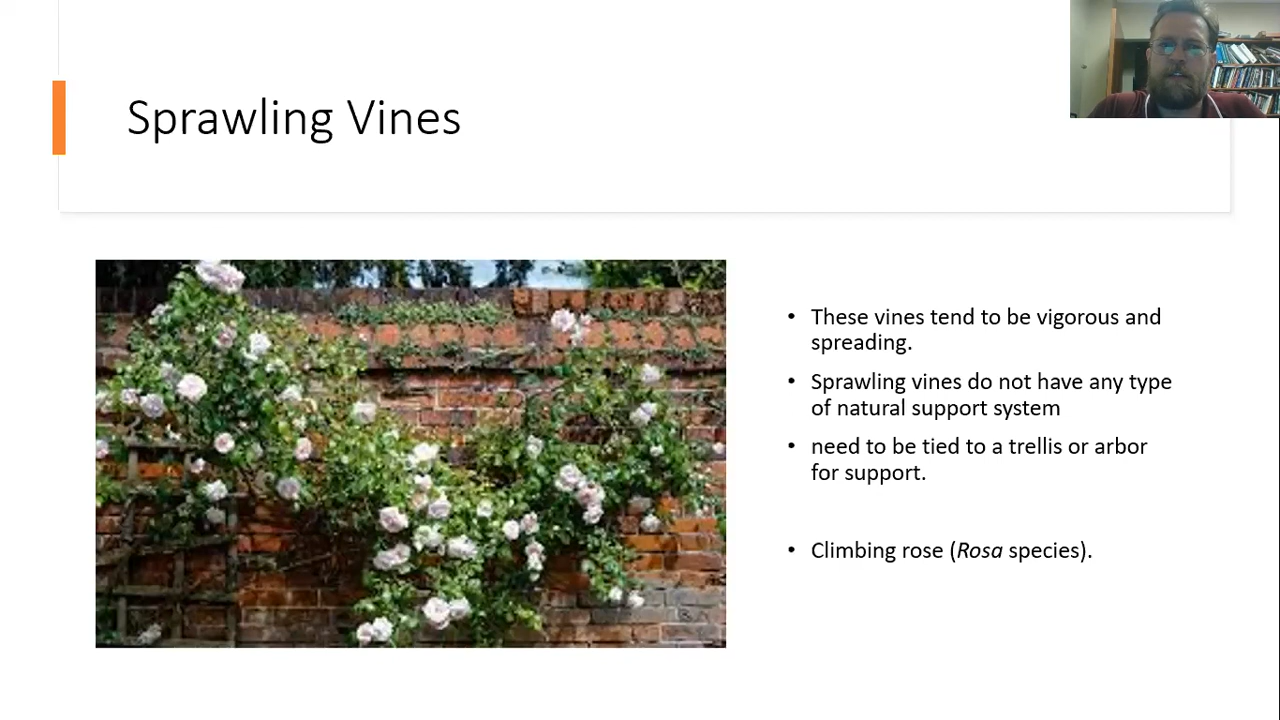 Sprawling Vines
• These vines tend to be vigorous and
spreading.
• Sprawling vines do not have any type
of natural support system
• need to be tied to a trellis or arbor
for support.
• Climbing rose (Rosa species).